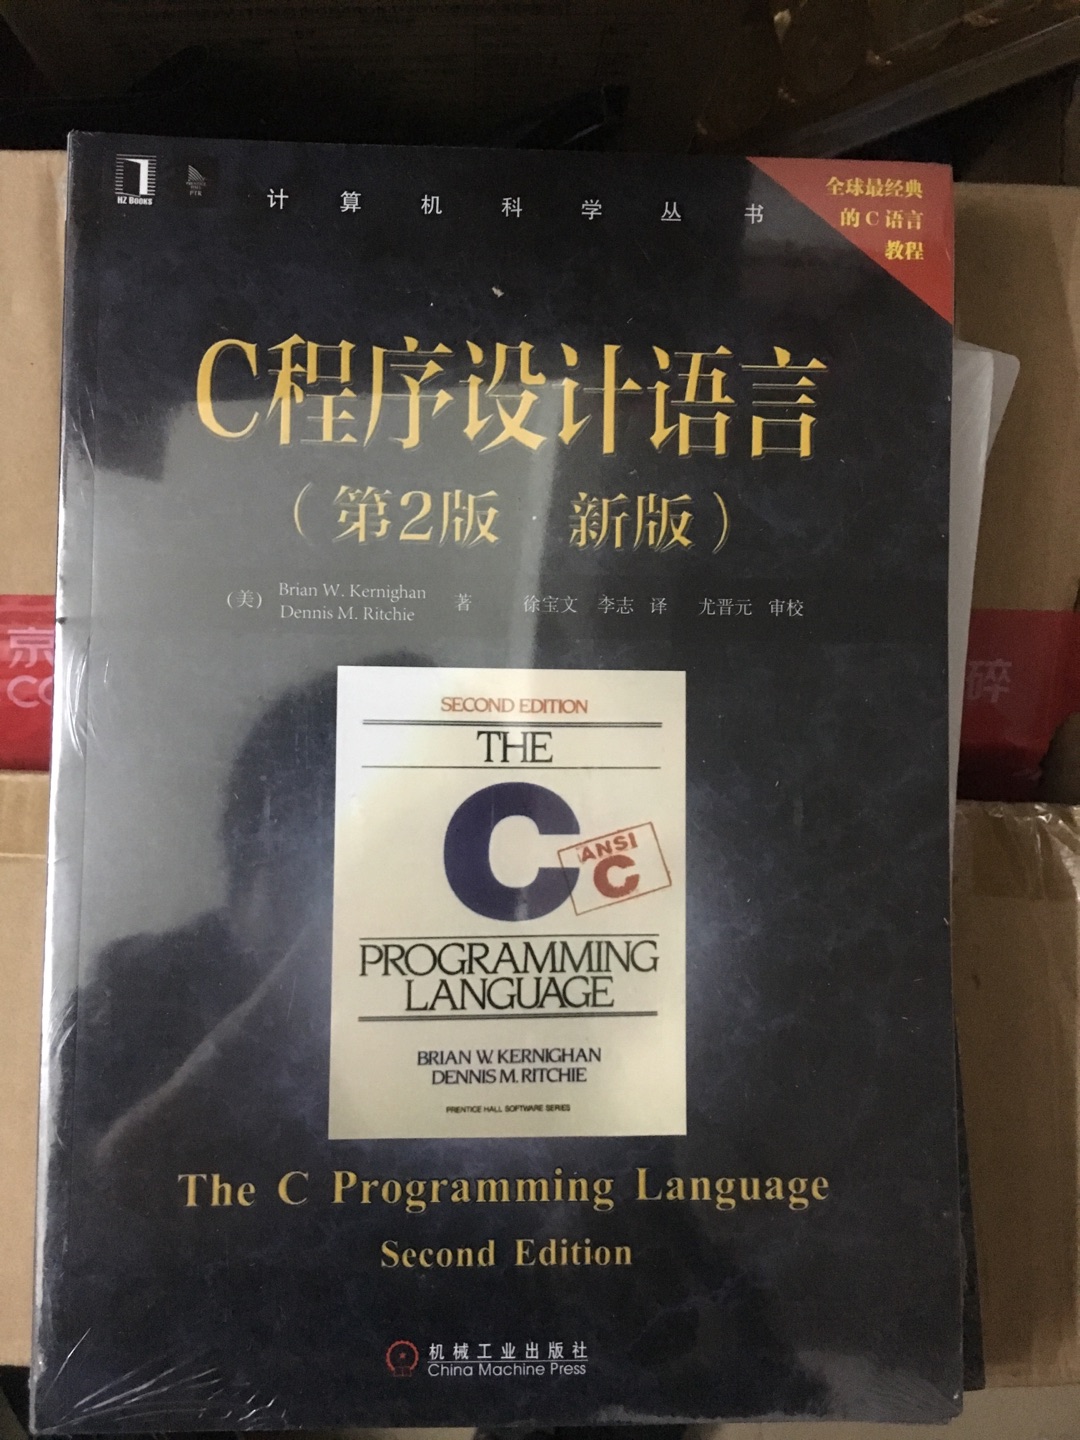 HZ BOOKS
PTR
计算机科学丛书
全球最经典
的 C 语言
教程
C程序设计语言
（第2版·新版）
(美) Brian W. Kernighan
Dennis M. Ritchie 著 徐宝文 李志 译 尤晋元 审校
京
碎
SECOND EDITION
THE
C
ANSI
C
PROGRAMMING
LANGUAGE
BRIAN W. KERNIGHAN
DENNIS M. RITCHIE
PRENTICE HALL SOFTWARE SERIES
The C Programming Language
Second Edition
机械工业出版社
China Machine Press